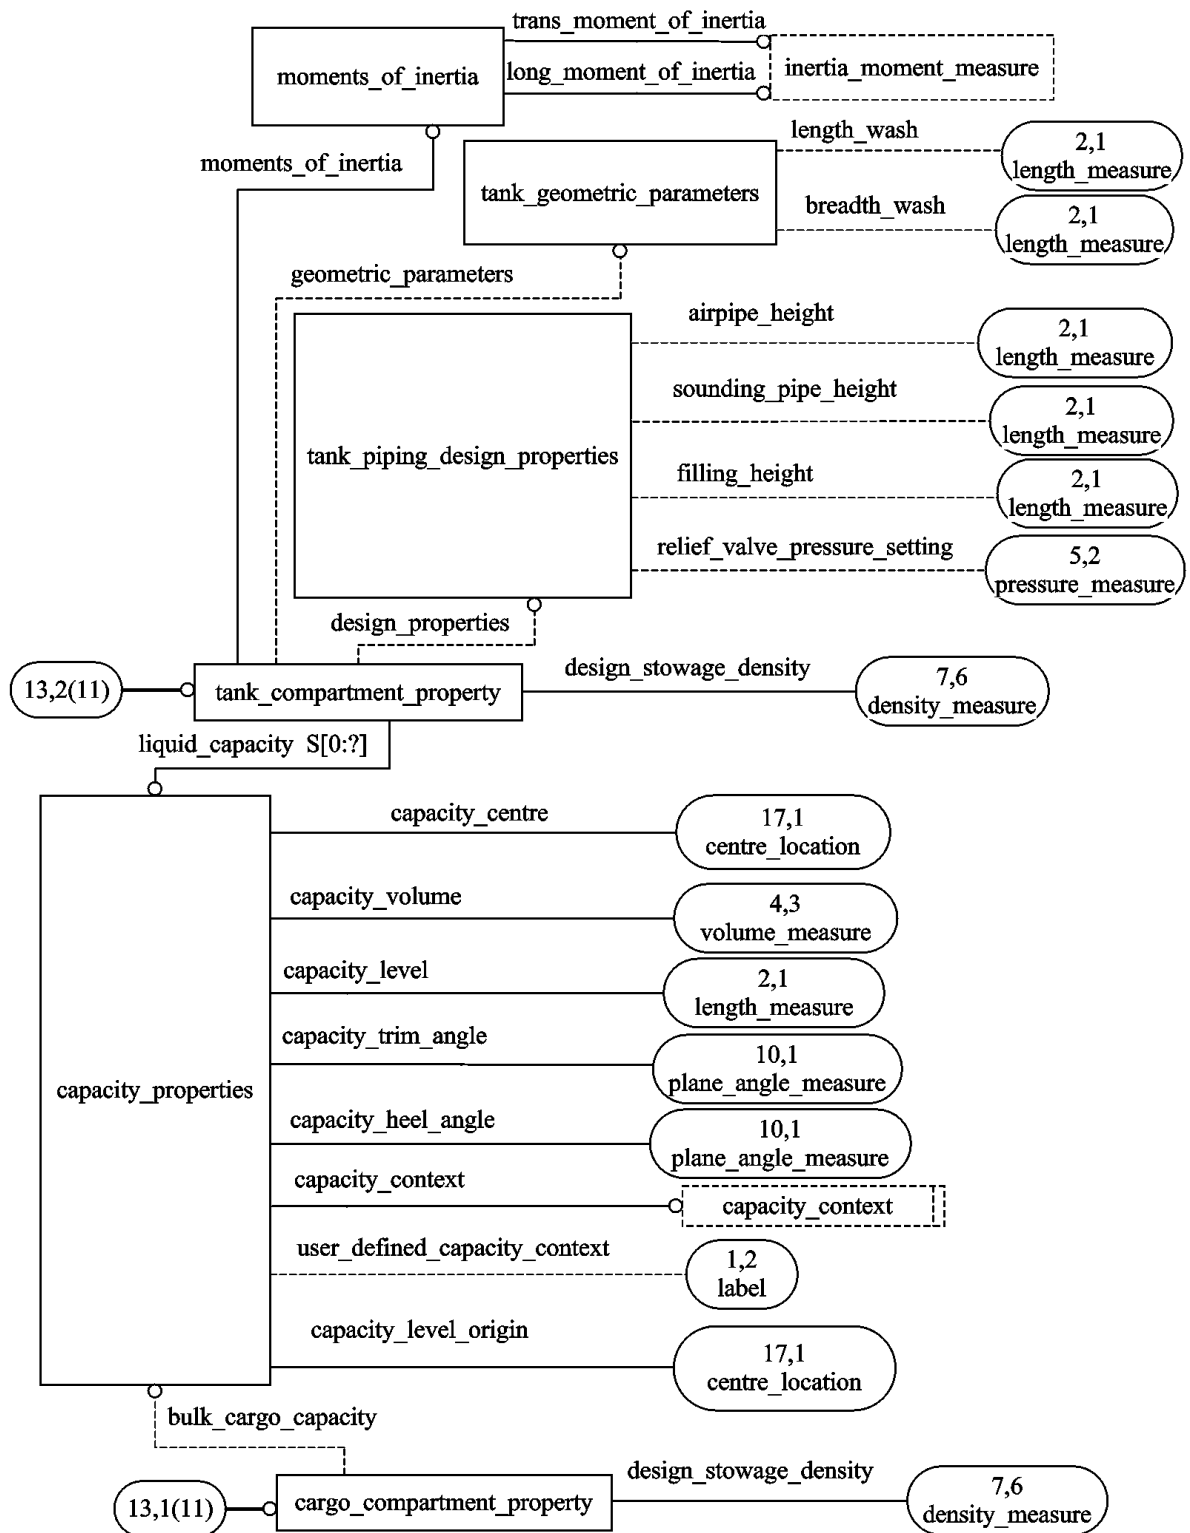 trans_moment_of_inertia
moments_of_inertia
long_moment_of_inertia
inertia_moment_measure
moments_of_inertia
length_wash
2,1
length_measure
tank_geometric_parameters
breadth_wash
2,1
length_measure
geometric_parameters
airpipe_height
2,1
length_measure
sounding_pipe_height
2,1
length_measure
tank_piping_design_properties
filling_height
2,1
length_measure
relief_valve_pressure_setting
5,2
pressure_measure
design_properties
13,2(11)
tank_compartment_property
design_stowage_density
7,6
density_measure
liquid_capacity S[0:?]
capacity_centre
17,1
centre_location
capacity_volume
4,3
volume_measure
capacity_level
2,1
length_measure
capacity_trim_angle
10,1
plane_angle_measure
capacity_properties
capacity_heel_angle
10,1
plane_angle_measure
capacity_context
capacity_context
user_defined_capacity_context
1,2
label
capacity_level_origin
17,1
centre_location
bulk_cargo_capacity
13,1(11)
cargo_compartment_property
design_stowage_density
7,6
density_measure